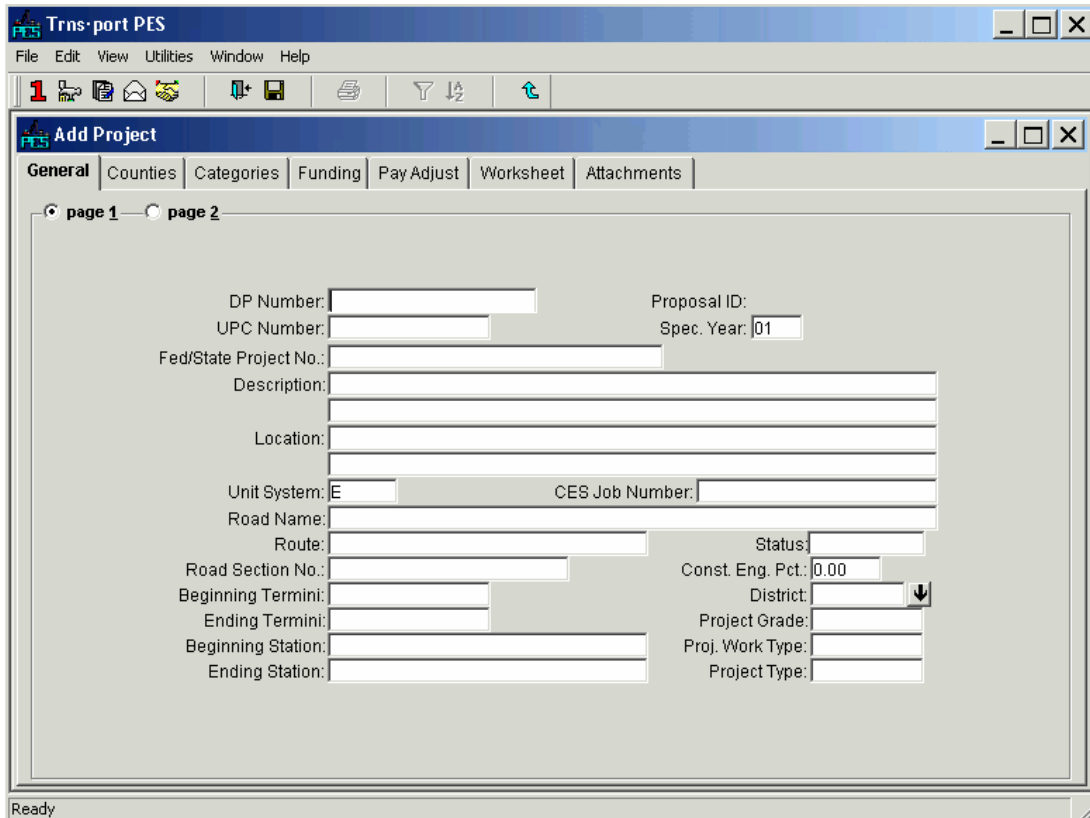 Trns·port PES
File Edit View Utilities Window Help
Add Project
General Counties Categories Funding Pay Adjust Worksheet Attachments
page 1 page 2
DP Number: Proposal ID:
UPC Number: Spec. Year: 01
Fed/State Project No.:
Description:
Location:
Unit System: E CES Job Number:
Road Name:
Route: Status:
Road Section No.: Const. Eng. Pct.: 0.00
Beginning Termini: District:
Ending Termini: Project Grade:
Beginning Station: Proj. Work Type:
Ending Station: Project Type:
Ready